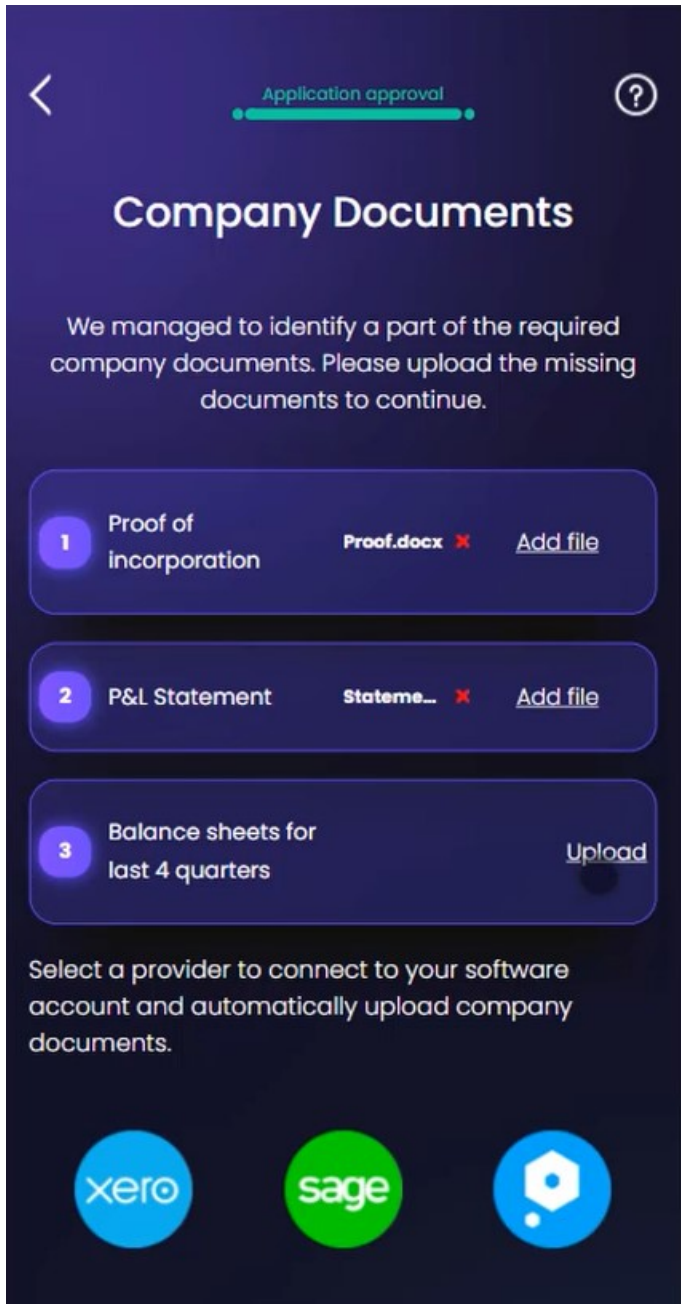 Application approval
?
Company Documents
We managed to identify a part of the required
company documents. Please upload the missing
documents to continue.
1 Proof of
incorporation
Proof.docx ✖ Add file
2 P&L Statement Stateme... ✖ Add file
3 Balance sheets for
last 4 quarters
Upload
Select a provider to connect to your software
account and automatically upload company
documents.
xero sage